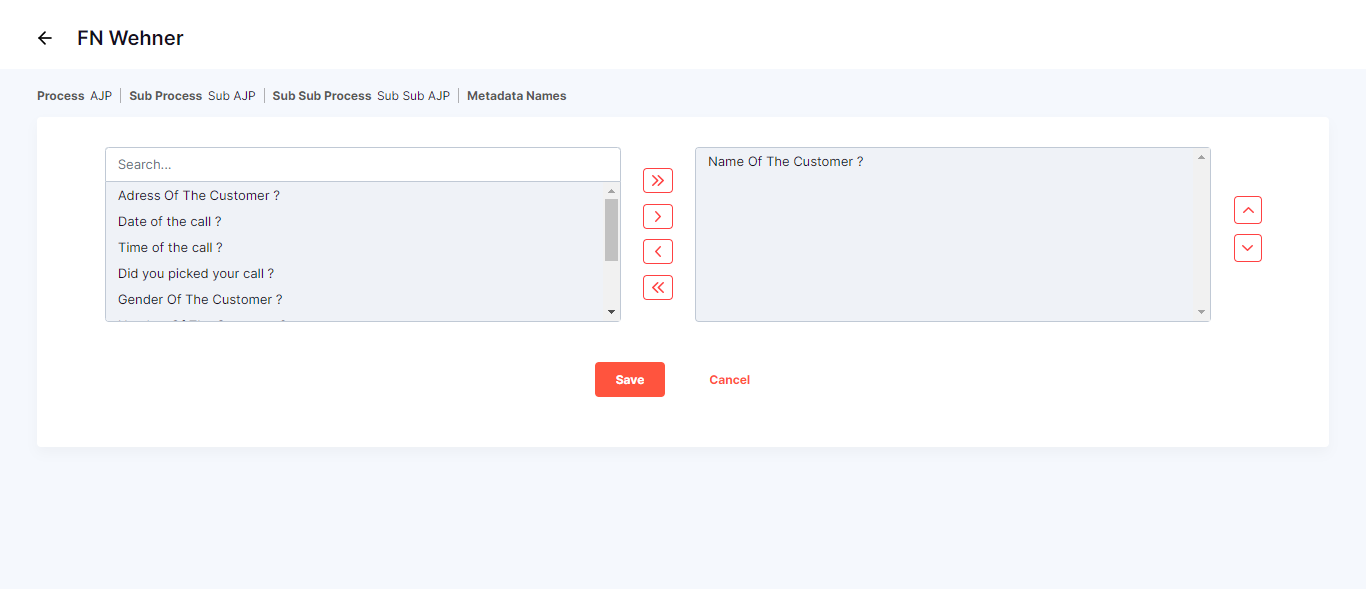 FN Wehner
Process AJP Sub Process Sub AJP Sub Sub Process Sub Sub AJP Metadata Names
Search...
Adress Of The Customer ?
Date of the call ?
Time of the call ?
Did you picked your call ?
Gender Of The Customer ?
Name Of The Customer ?
Save
Cancel